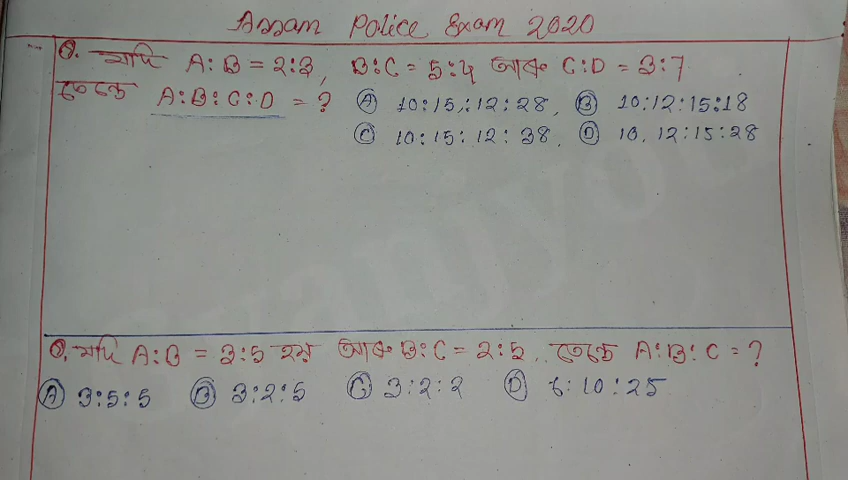 Assam Police Exam 2020
Q. যদি A:B = 2:3, B:C = 5:4 আৰু C:D = 3:7
তেন্তে A:B:C:D = ? Ⓐ 10:15,:12:28, Ⓑ 10:12:15:18
Ⓒ 10:15:12:38, Ⓓ 10, 12:15:28
Q. যদি A:B = 3:5 হয় আৰু B:C = 2:5, তেন্তে A:B:C = ?
Ⓐ 3:5:5 Ⓑ 3:2:5 Ⓒ 3:2:2 Ⓓ 6:10:25